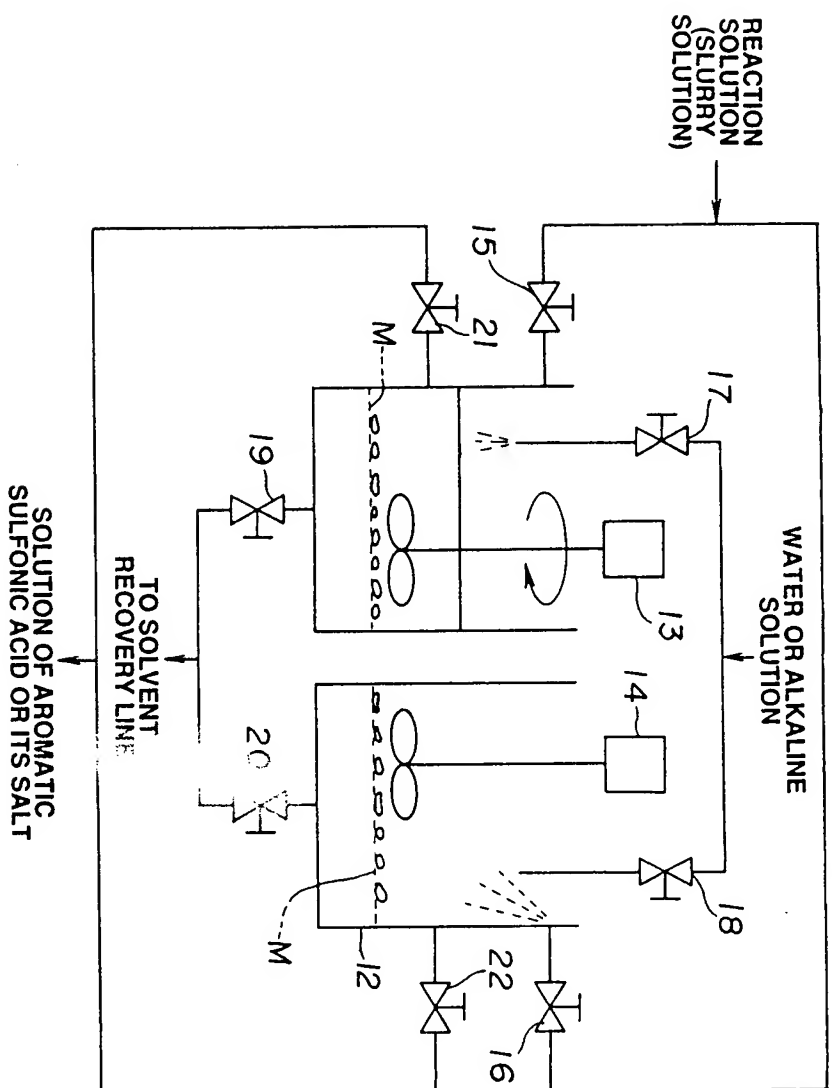 REACTION
SOLUTION
(SLURRY
SOLUTION)
15
21
M
17
WATER OR ALKALINE
SOLUTION
13
14
18
19
20
M
12
22
16
TO SOLVENT
RECOVERY LINE
SOLUTION OF AROMATIC
SULFONIC ACID OR ITS SALT